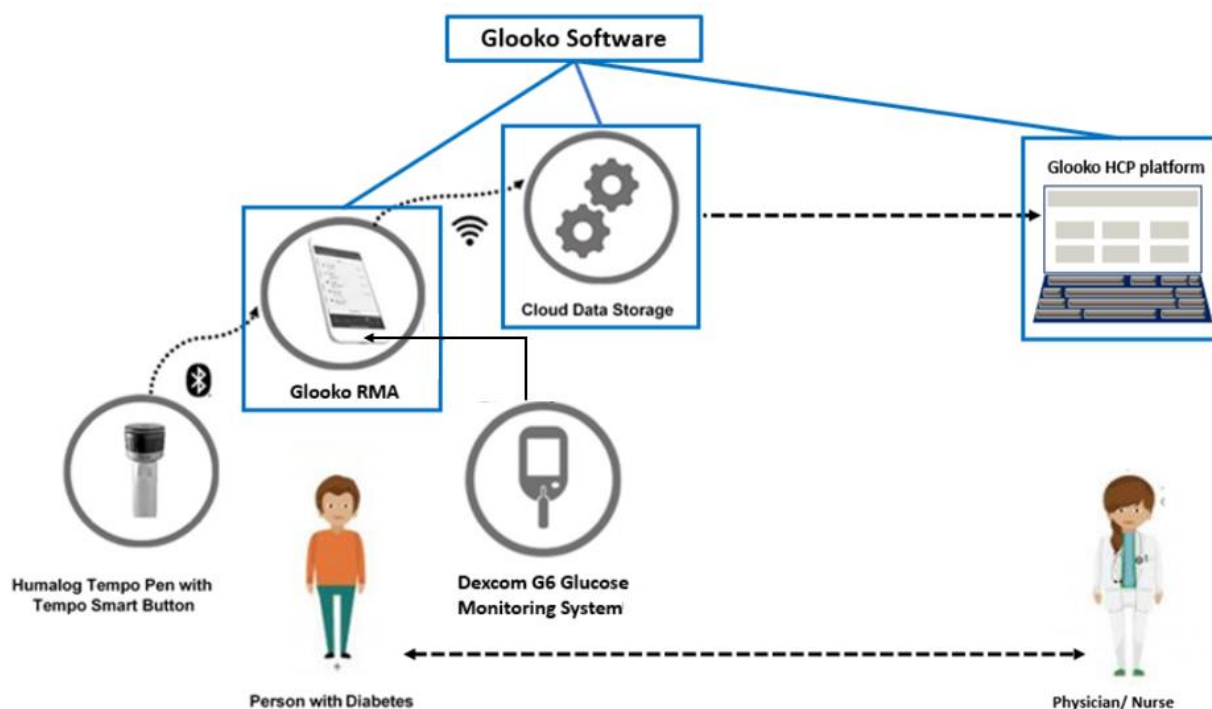 Glooko Software
Glooko HCP platform
Cloud Data Storage
Glooko RMA
Humalog Tempo Pen with
Tempo Smart Button
Dexcom G6 Glucose
Monitoring System
Person with Diabetes
Physician/ Nurse